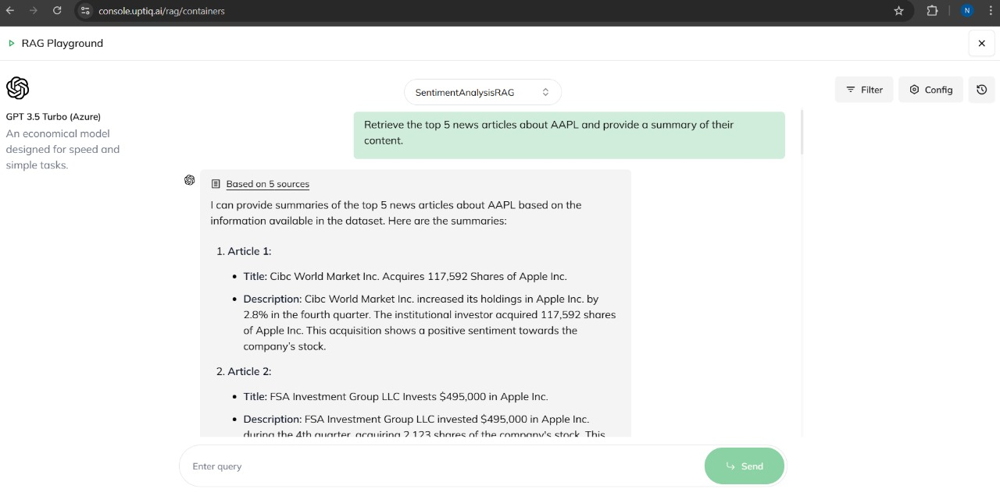 console.uptiq.ai/rag/containers
N
RAG Playground
GPT 3.5 Turbo (Azure)
An economical model
designed for speed and
simple tasks.
SentimentAnalysisRAG
Filter
Config
Retrieve the top 5 news articles about AAPL and provide a summary of their
content.
Based on 5 sources
I can provide summaries of the top 5 news articles about AAPL based on the
information available in the dataset. Here are the summaries:
1. Article 1:
• Title: Cibc World Market Inc. Acquires 117,592 Shares of Apple Inc.
• Description: Cibc World Market Inc. increased its holdings in Apple Inc. by
2.8% in the fourth quarter. The institutional investor acquired 117,592 shares
of Apple Inc. This acquisition shows a positive sentiment towards the
company's stock.
2. Article 2:
• Title: FSA Investment Group LLC Invests $495,000 in Apple Inc.
• Description: FSA Investment Group LLC invested $495,000 in Apple Inc.
during the 4th quarter, acquiring 2,123 shares of the company's stock. This
Enter query
Send